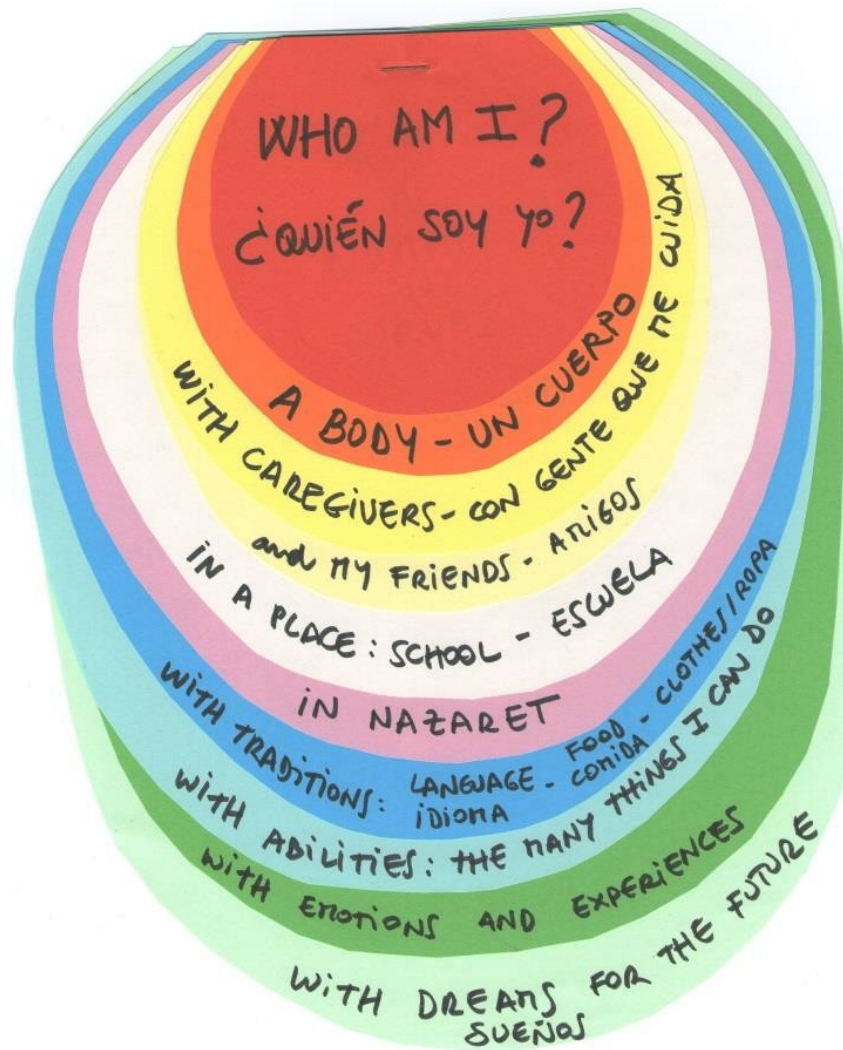 WHO AM I?
¿QUIÉN SOY YO?
A BODY - UN CUERPO
WITH CAREGIVERS - CON GENTE QUE ME CUIDA
and MY FRIENDS - AMIGOS
IN A PLACE: SCHOOL - ESCUELA
IN NAZARET
WITH TRADITIONS: LANGUAGE - FOOD - CLOTHES/ROPA
IDIOMA COMIDA
WITH ABILITIES: THE MANY THINGS I CAN DO
WITH EMOTIONS AND EXPERIENCES
WITH DREAMS FOR THE FUTURE
SUEÑOS